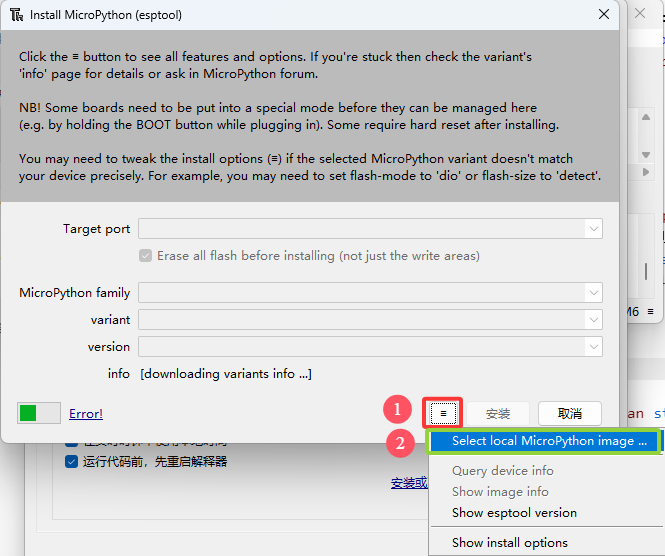 Install MicroPython (esptool)
Click the ≡ button to see all features and options. If you're stuck then check the variant's
'info' page for details or ask in MicroPython forum.
NB! Some boards need to be put into a special mode before they can be managed here
(e.g. by holding the BOOT button while plugging in). Some require hard reset after installing.
You may need to tweak the install options (≡) if the selected MicroPython variant doesn't match
your device precisely. For example, you may need to set flash-mode to 'dio' or flash-size to 'detect'.
Target port
Erase all flash before installing (not just the write areas)
MicroPython family
variant
version
M6 ≡
info [downloading variants info ...]
Error!
1
≡
安装
取消
an st
2
Select local MicroPython image ...
运行代码前，先重启解释器
Query device info
安装或
Show image info
Show esptool version
Show install options